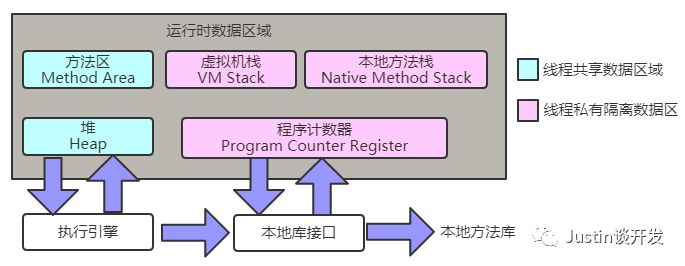 运行时数据区域
方法区
Method Area
虚拟机栈
VM Stack
本地方法栈
Native Method Stack
堆
Heap
程序计数器
Program Counter Register
线程共享数据区域
线程私有隔离数据区
执行引擎
本地库接口
本地方法库
Justin谈开发